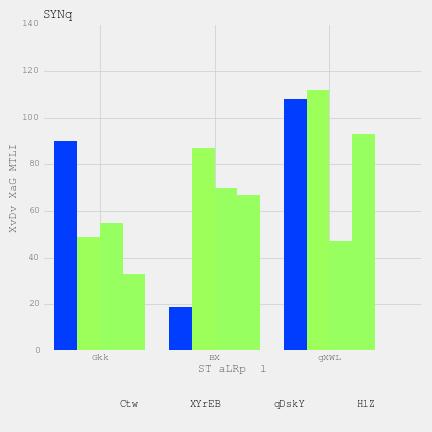 SYNq
140
120
100
80
60
40
20
0
XvDv XaG MTLI
Gkk BX gXWL
ST aLRp 1
Ctw XYrEB qDskY HlZ